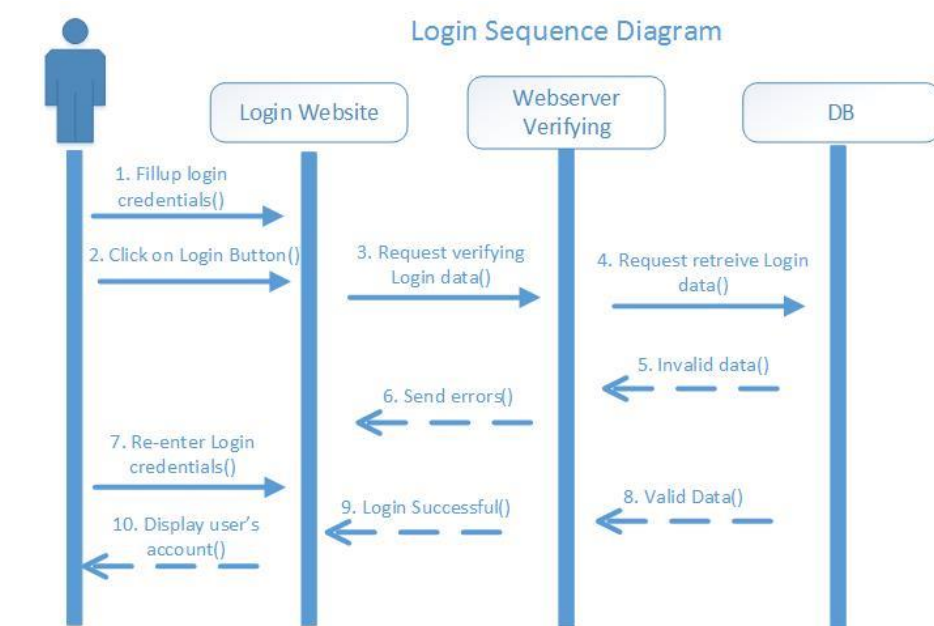 Login Sequence Diagram
Login Website
Webserver
Verifying
DB
1. Fillup login
credentials()
2. Click on Login Button()
3. Request verifying
Login data()
4. Request retreive Login
data()
5. Invalid data()
6. Send errors()
7. Re-enter Login
credentials()
8. Valid Data()
9. Login Successful()
10. Display user’s
account()